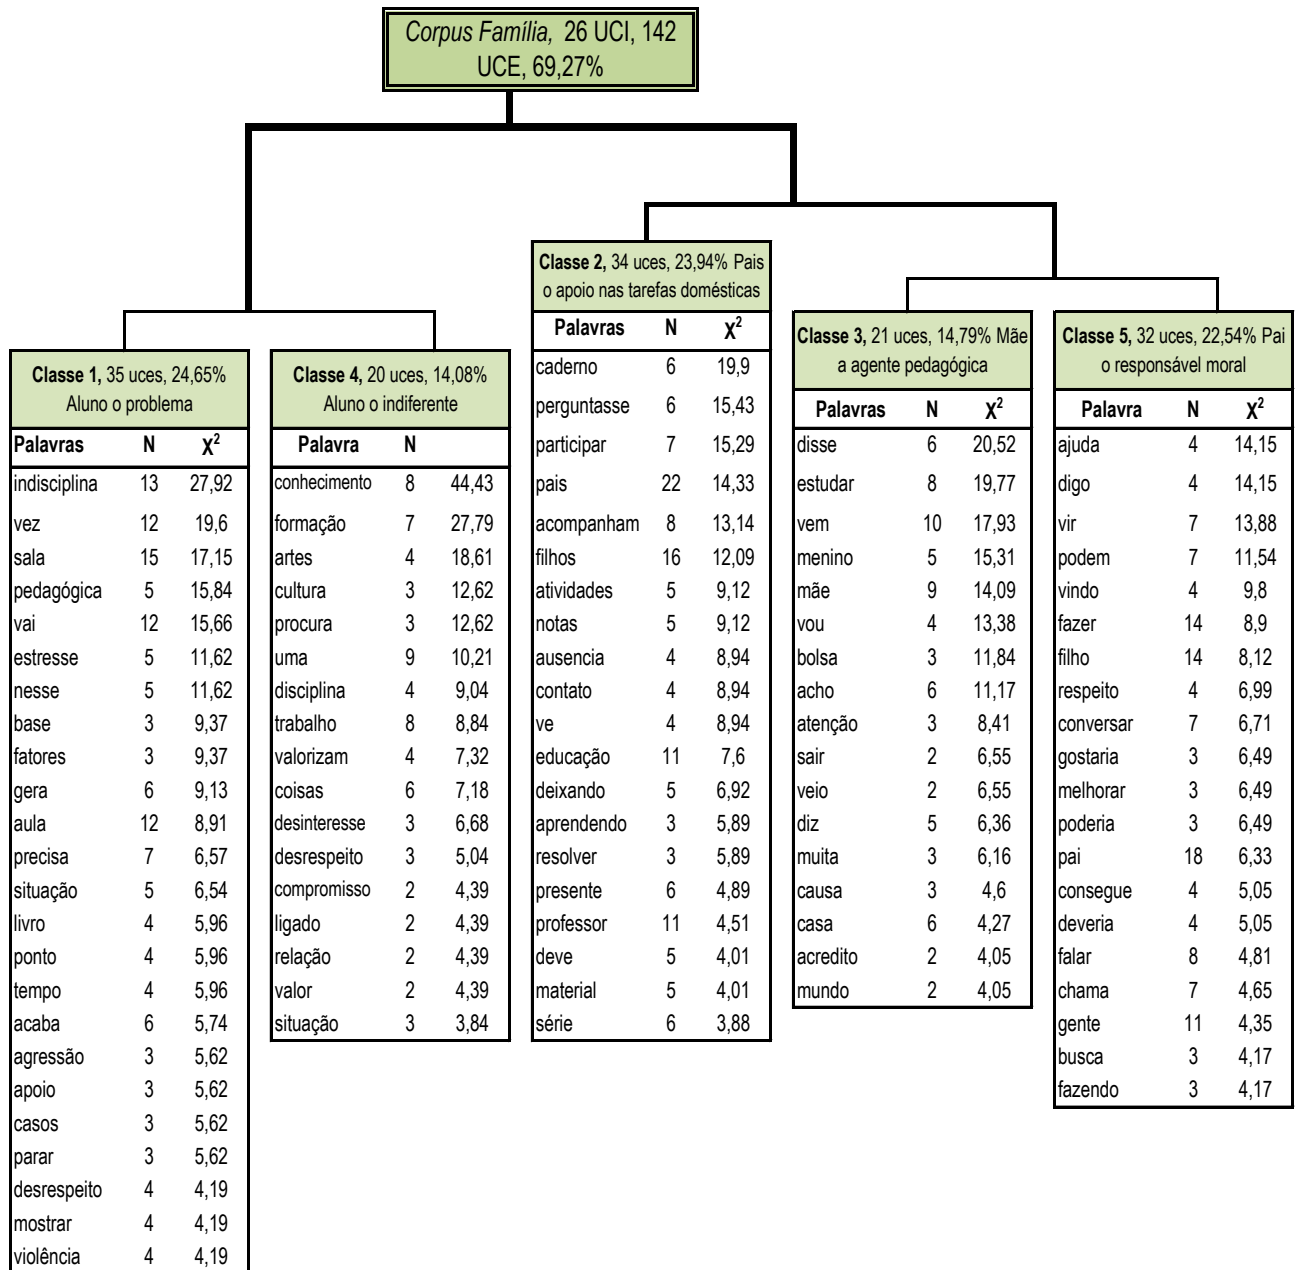 Corpus Família, 26 UCI, 142
UCE, 69,27%
Classe 1, 35 uces, 24,65%
Aluno o problema
Palavras N X²
indisciplina 13 27,92
vez 12 19,6
sala 15 17,15
pedagógica 5 15,84
vai 12 15,66
estresse 5 11,62
nesse 5 11,62
base 3 9,37
fatores 3 9,37
gera 6 9,13
aula 12 8,91
precisa 7 6,57
situação 5 6,54
livro 4 5,96
ponto 4 5,96
tempo 4 5,96
acaba 6 5,74
agressão 3 5,62
apoio 3 5,62
casos 3 5,62
parar 3 5,62
desrespeito 4 4,19
mostrar 4 4,19
violência 4 4,19
Classe 4, 20 uces, 14,08%
Aluno o indiferente
Palavra N
conhecimento 8 44,43
formação 7 27,79
artes 4 18,61
cultura 3 12,62
procura 3 12,62
uma 9 10,21
disciplina 4 9,04
trabalho 8 8,84
valorizam 4 7,32
coisas 6 7,18
desinteresse 3 6,68
desrespeito 3 5,04
compromisso 2 4,39
ligado 2 4,39
relação 2 4,39
valor 2 4,39
situação 3 3,84
Classe 2, 34 uces, 23,94% Pais
o apoio nas tarefas domésticas
Palavras N X²
caderno 6 19,9
perguntasse 6 15,43
participar 7 15,29
pais 22 14,33
acompanham 8 13,14
filhos 16 12,09
atividades 5 9,12
notas 5 9,12
ausencia 4 8,94
contato 4 8,94
ve 4 8,94
educação 11 7,6
deixando 5 6,92
aprendendo 3 5,89
resolver 3 5,89
presente 6 4,89
professor 11 4,51
deve 5 4,01
material 5 4,01
série 6 3,88
Classe 3, 21 uces, 14,79% Mãe
a agente pedagógica
Palavras N X²
disse 6 20,52
estudar 8 19,77
vem 10 17,93
menino 5 15,31
mãe 9 14,09
vou 4 13,38
bolsa 3 11,84
acho 6 11,17
atenção 3 8,41
sair 2 6,55
veio 2 6,55
diz 5 6,36
muita 3 6,16
causa 3 4,6
casa 6 4,27
acredito 2 4,05
mundo 2 4,05
Classe 5, 32 uces, 22,54% Pai
o responsável moral
Palavra N X²
ajuda 4 14,15
digo 4 14,15
vir 7 13,88
podem 7 11,54
vindo 4 9,8
fazer 14 8,9
filho 14 8,12
respeito 4 6,99
conversar 7 6,71
gostaria 3 6,49
melhorar 3 6,49
poderia 3 6,49
pai 18 6,33
consegue 4 5,05
deveria 4 5,05
falar 8 4,81
chama 7 4,65
gente 11 4,35
busca 3 4,17
fazendo 3 4,17